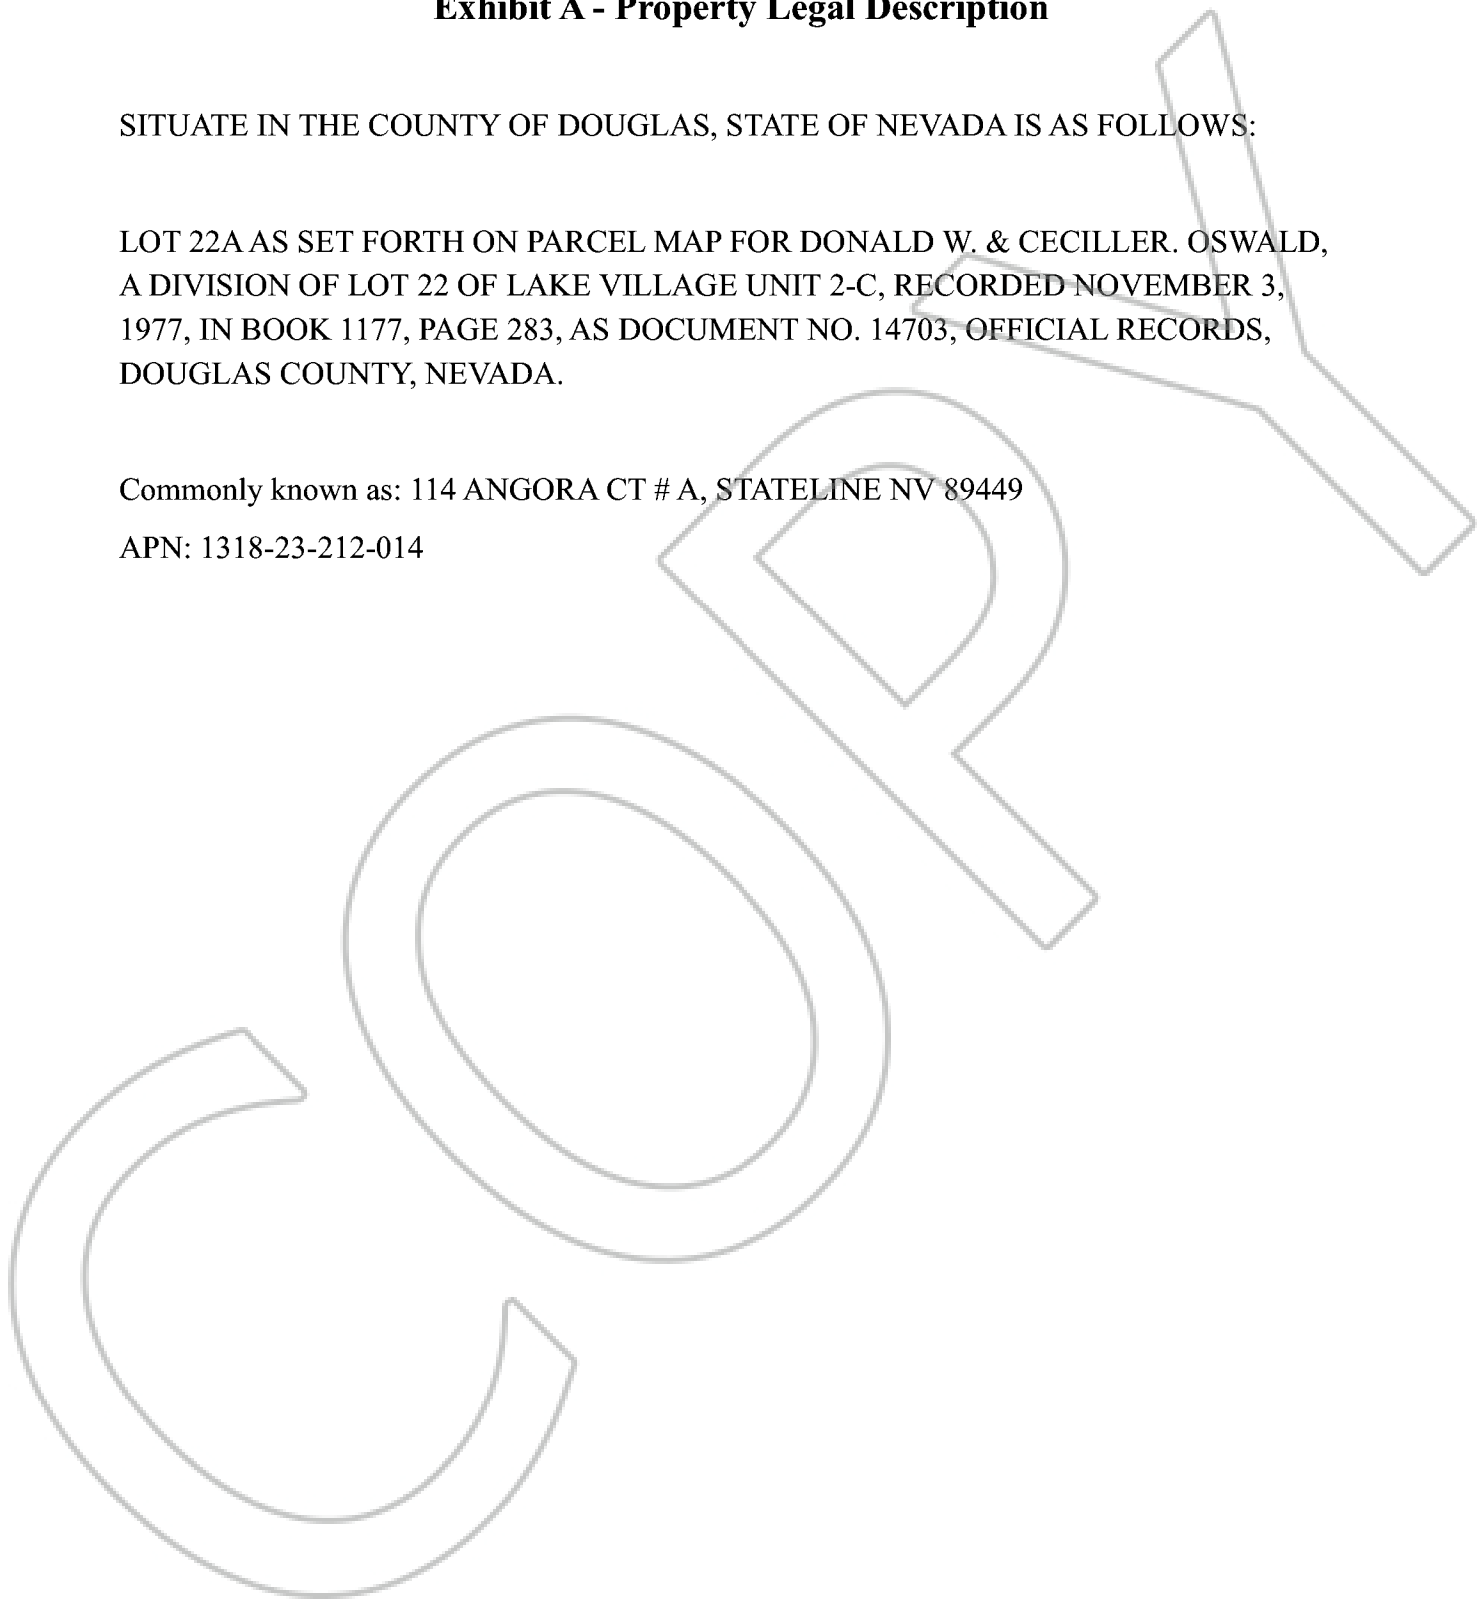 Exhibit A - Property Legal Description
SITUATE IN THE COUNTY OF DOUGLAS, STATE OF NEVADA IS AS FOLLOWS:
LOT 22A AS SET FORTH ON PARCEL MAP FOR DONALD W. & CECILLER. OSWALD,
A DIVISION OF LOT 22 OF LAKE VILLAGE UNIT 2-C, RECORDED NOVEMBER 3,
1977, IN BOOK 1177, PAGE 283, AS DOCUMENT NO. 14703, OFFICIAL RECORDS,
DOUGLAS COUNTY, NEVADA.
Commonly known as: 114 ANGORA CT # A, STATELINE NV 89449
APN: 1318-23-212-014
COPY